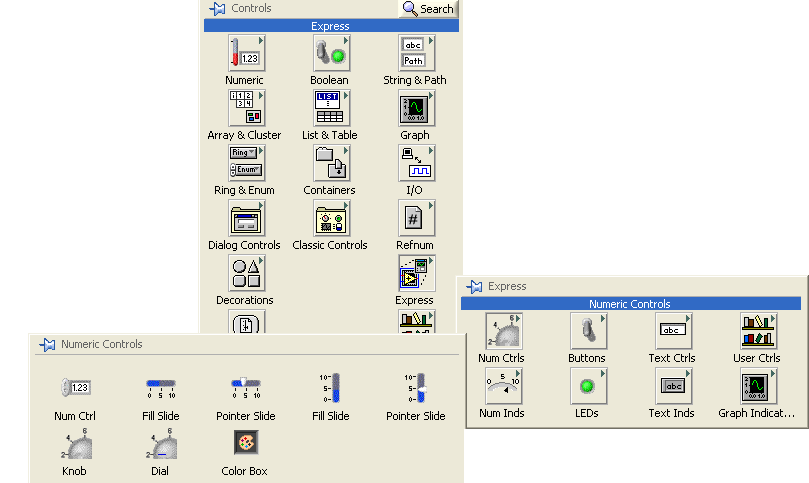 Controls
Search
Express
Numeric
Boolean
String & Path
Array & Cluster
List & Table
Graph
Ring & Enum
Containers
I/O
Dialog Controls
Classic Controls
Refnum
Decorations
Express
Express
Numeric Controls
Num Ctrls
Buttons
Text Ctrls
User Ctrls
Num Inds
LEDs
Text Inds
Graph Indicat...
Numeric Controls
Num Ctrl
Fill Slide
Pointer Slide
Fill Slide
Pointer Slide
Knob
Dial
Color Box